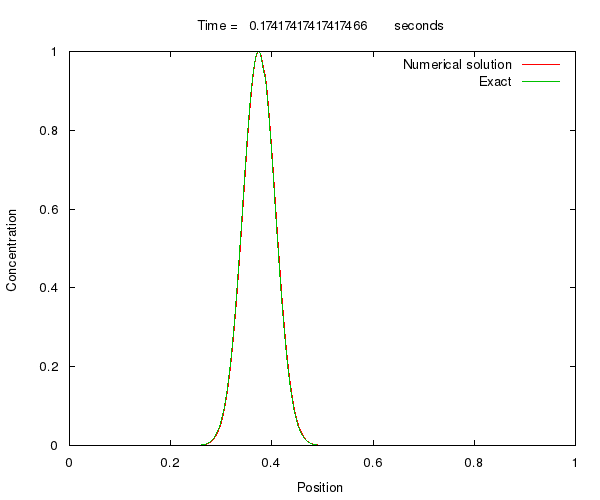 Time = 0.17417417417417466 seconds
Numerical solution
Exact
1
0.8
0.6
0.4
0.2
0
Concentration
0 0.2 0.4 0.6 0.8 1
Position